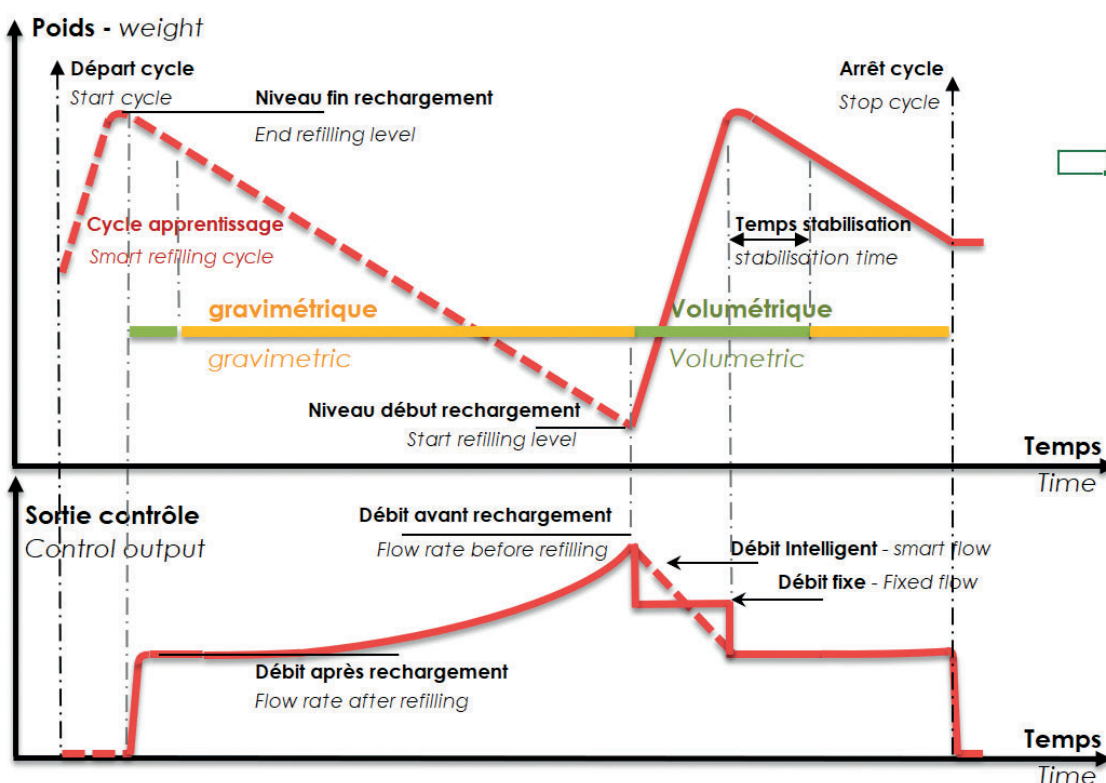 Poids - weight
Départ cycle
Start cycle
Niveau fin rechargement
End refilling level
Arrêt cycle
Stop cycle
Cycle apprentissage
Smart refilling cycle
Temps stabilisation
stabilisation time
gravimétrique
gravimetric
Volumétrique
Volumetric
Niveau début rechargement
Start refilling level
Temps
Time
Sortie contrôle
Control output
Débit avant rechargement
Flow rate before refilling
Débit Intelligent - smart flow
Débit fixe - Fixed flow
Débit après rechargement
Flow rate after refilling
Temps
Time